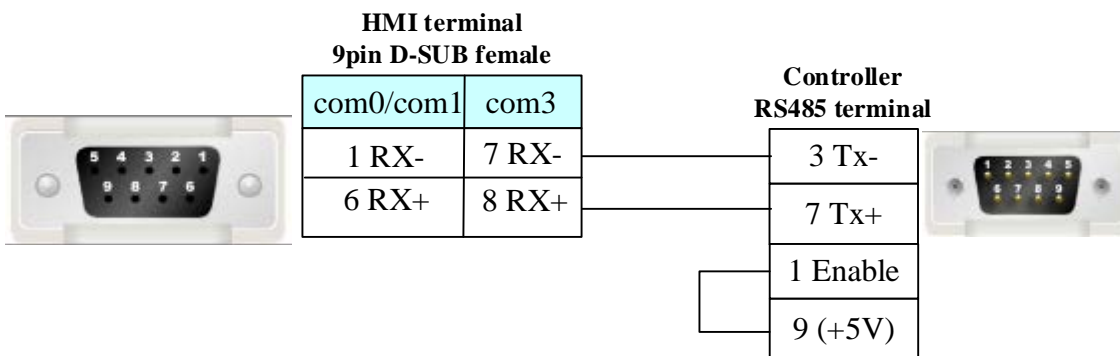 HMI terminal
9pin D-SUB female
Controller
RS485 terminal
com0/com1 com3
1 RX- 7 RX- 3 Tx-
6 RX+ 8 RX+ 7 Tx+
1 Enable
9 (+5V)
5 4 3 2 1
9 8 7 6
1 2 3 4 5
6 7 8 9